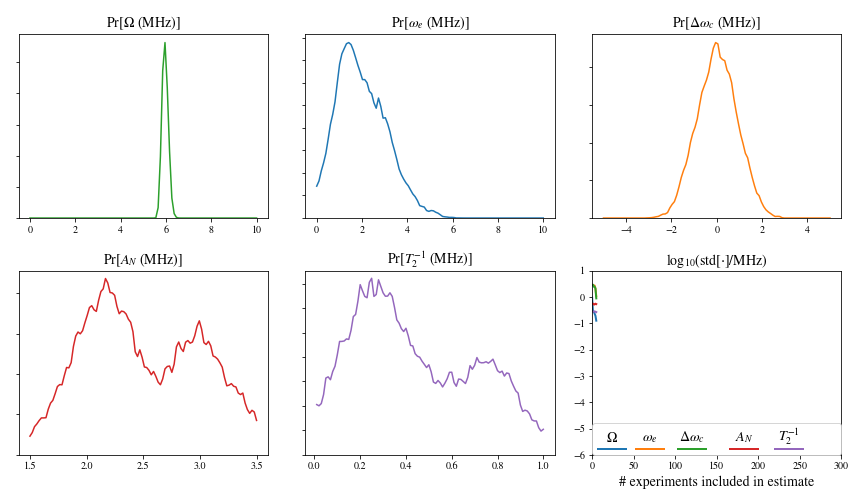 Pr[Ω (MHz)]
0 2 4 6 8 10
Pr[ωₑ (MHz)]
0 2 4 6 8 10
Pr[Δω_c (MHz)]
−4 −2 0 2 4
Pr[A_N (MHz)]
1.5 2.0 2.5 3.0 3.5
Pr[T₂⁻¹ (MHz)]
0.0 0.2 0.4 0.6 0.8 1.0
log₁₀(std[·]/MHz)
1
0
−1
−2
−3
−4
−5
−6
Ω ωₑ Δω_c A_N T₂⁻¹
0 50 100 150 200 250 300
# experiments included in estimate